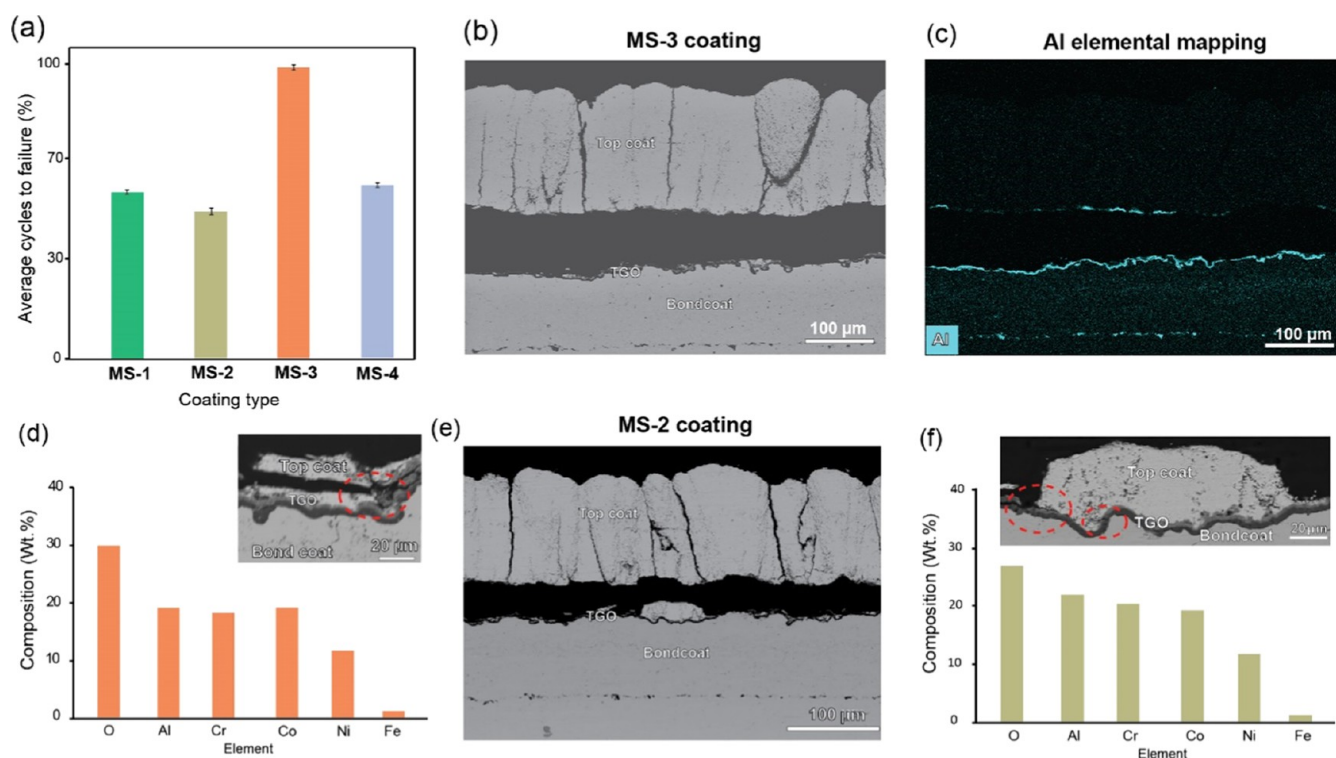 (a)
Average cycles to failure (%)
100
70
30
0
MS-1 MS-2 MS-3 MS-4
Coating type
(b)
MS-3 coating
Top coat
TGO
Bondcoat
100 µm
(c)
Al elemental mapping
Al
100 µm
(d)
Composition (Wt.%)
40
30
20
10
0
O Al Cr Co Ni Fe
Element
Top coat
TGO
Bond coat
20 µm
(e)
MS-2 coating
Top coat
TGO
Bondcoat
100 µm
(f)
Composition (Wt.%)
40
30
20
10
0
O Al Cr Co Ni Fe
Element
Top coat
TGO
Bondcoat
20 µm